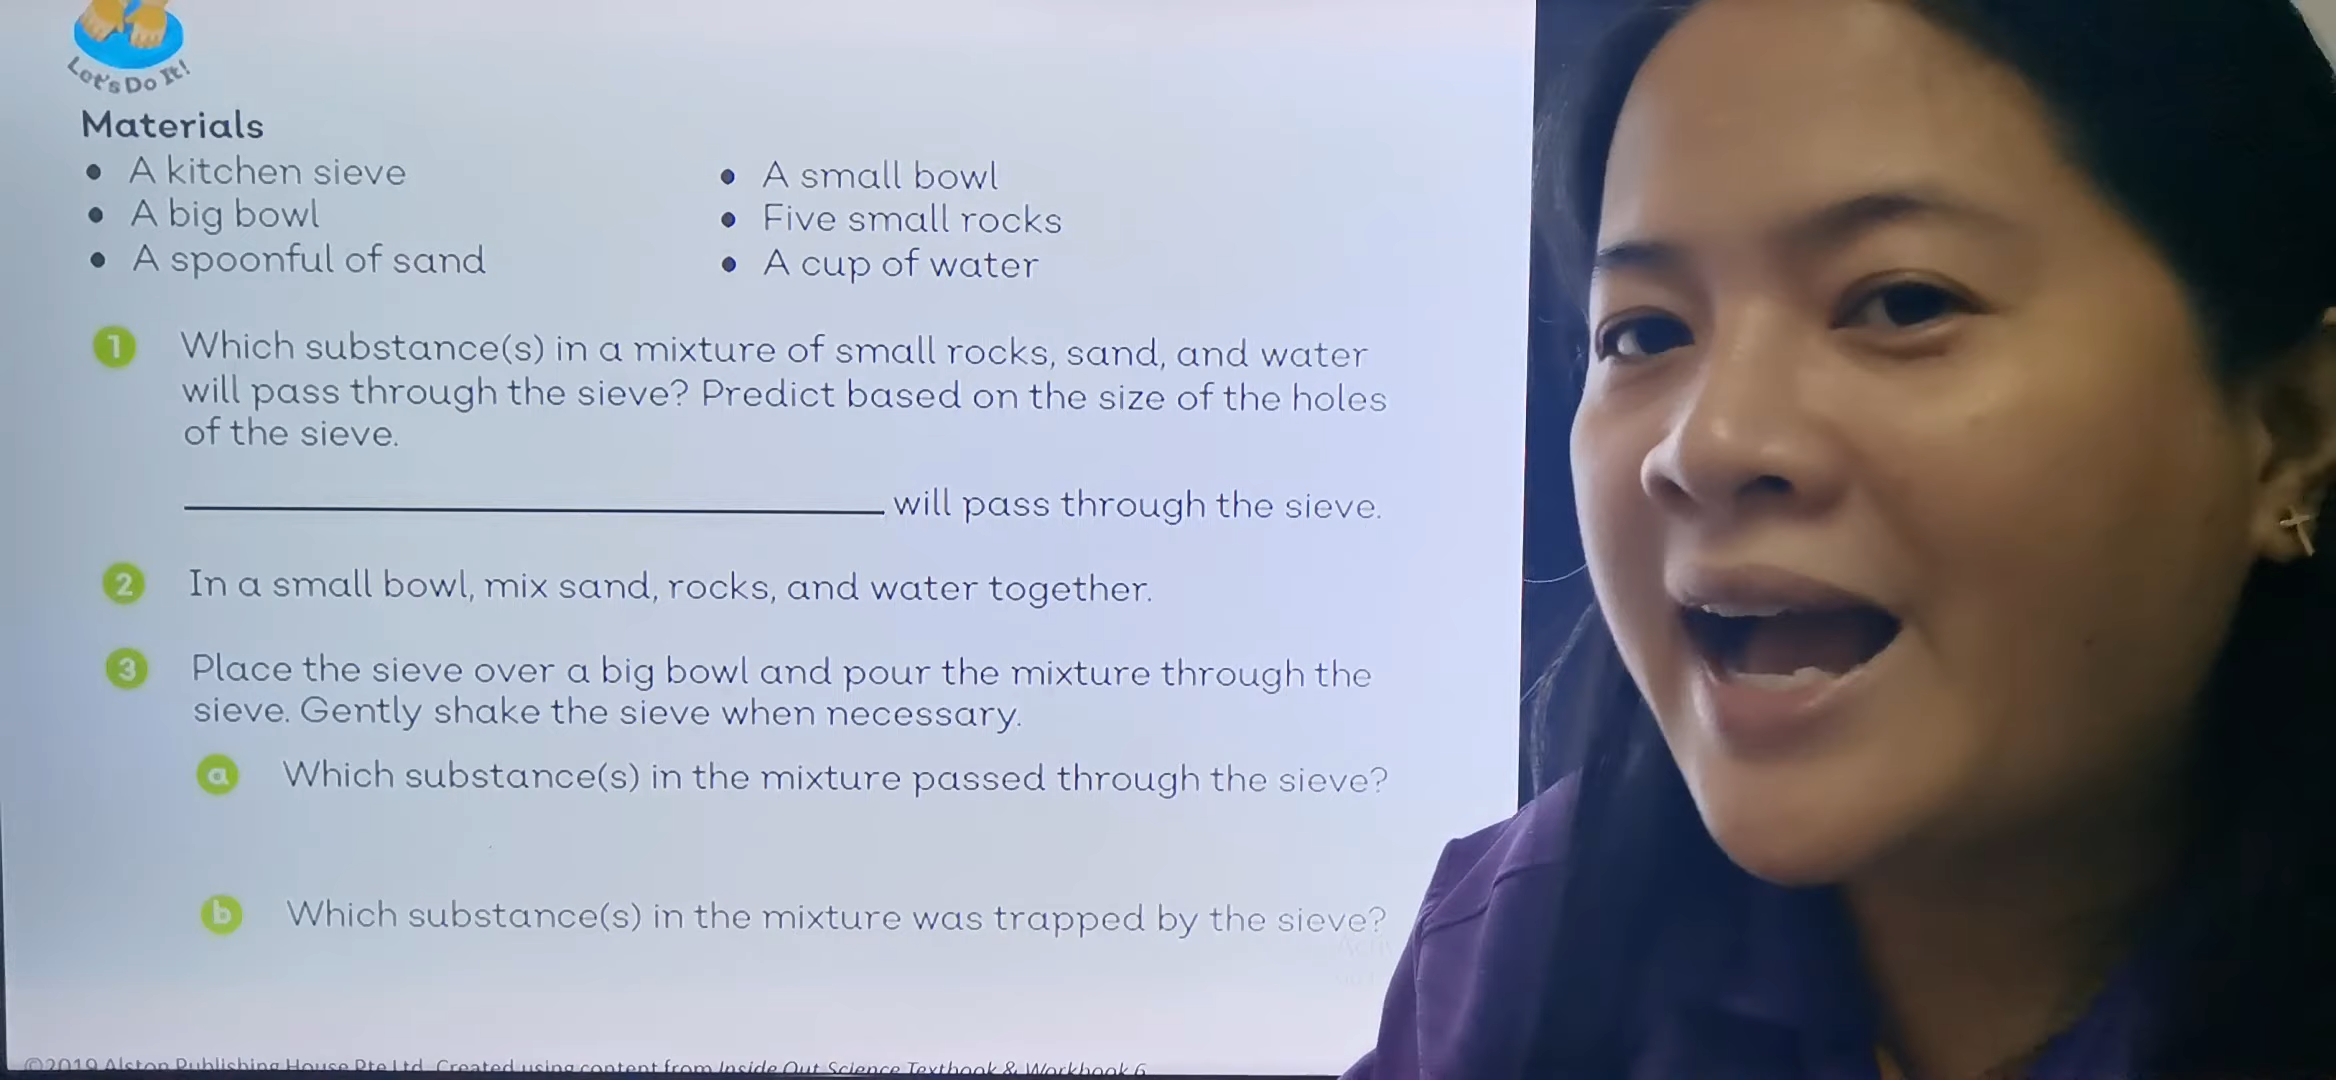 Let's Do It!
Materials
• A kitchen sieve
• A big bowl
• A spoonful of sand
• A small bowl
• Five small rocks
• A cup of water
1 Which substance(s) in a mixture of small rocks, sand, and water
will pass through the sieve? Predict based on the size of the holes
of the sieve.
will pass through the sieve.
2 In a small bowl, mix sand, rocks, and water together.
3 Place the sieve over a big bowl and pour the mixture through the
sieve. Gently shake the sieve when necessary.
a Which substance(s) in the mixture passed through the sieve?
b Which substance(s) in the mixture was trapped by the sieve?
©2019 Alston Publishing House Pte Ltd. Created using content from Inside Out Science Textbook & Workbook 6